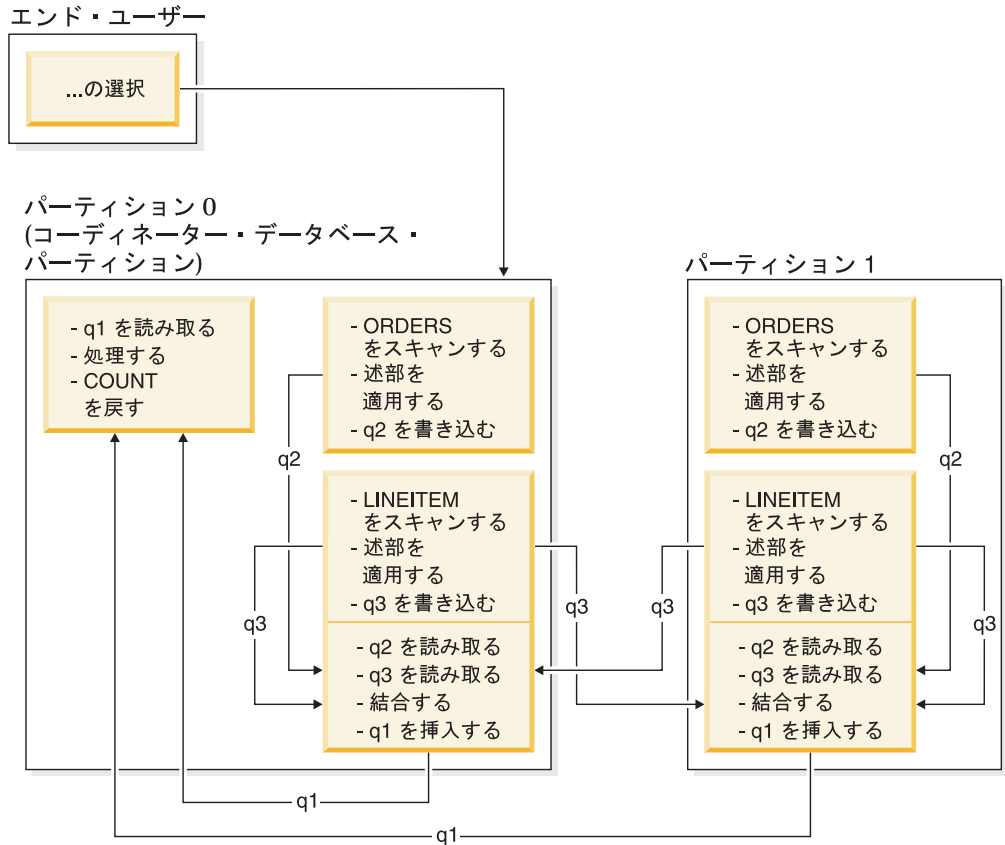 エンド・ユーザー
...の選択
パーティション 0
(コーディネーター・データベース・
パーティション)
- q1 を読み取る
- 処理する
- COUNT
を戻す
- ORDERS
をスキャンする
- 述部を
適用する
- q2 を書き込む
q2
- LINEITEM
をスキャンする
- 述部を
適用する
- q3 を書き込む
q3
q3
- q2 を読み取る
- q3 を読み取る
- 結合する
- q1 を挿入する
パーティション 1
- ORDERS
をスキャンする
- 述部を
適用する
- q2 を書き込む
q2
- LINEITEM
をスキャンする
- 述部を
適用する
- q3 を書き込む
q3
q3
- q2 を読み取る
- q3 を読み取る
- 結合する
- q1 を挿入する
q1
q1